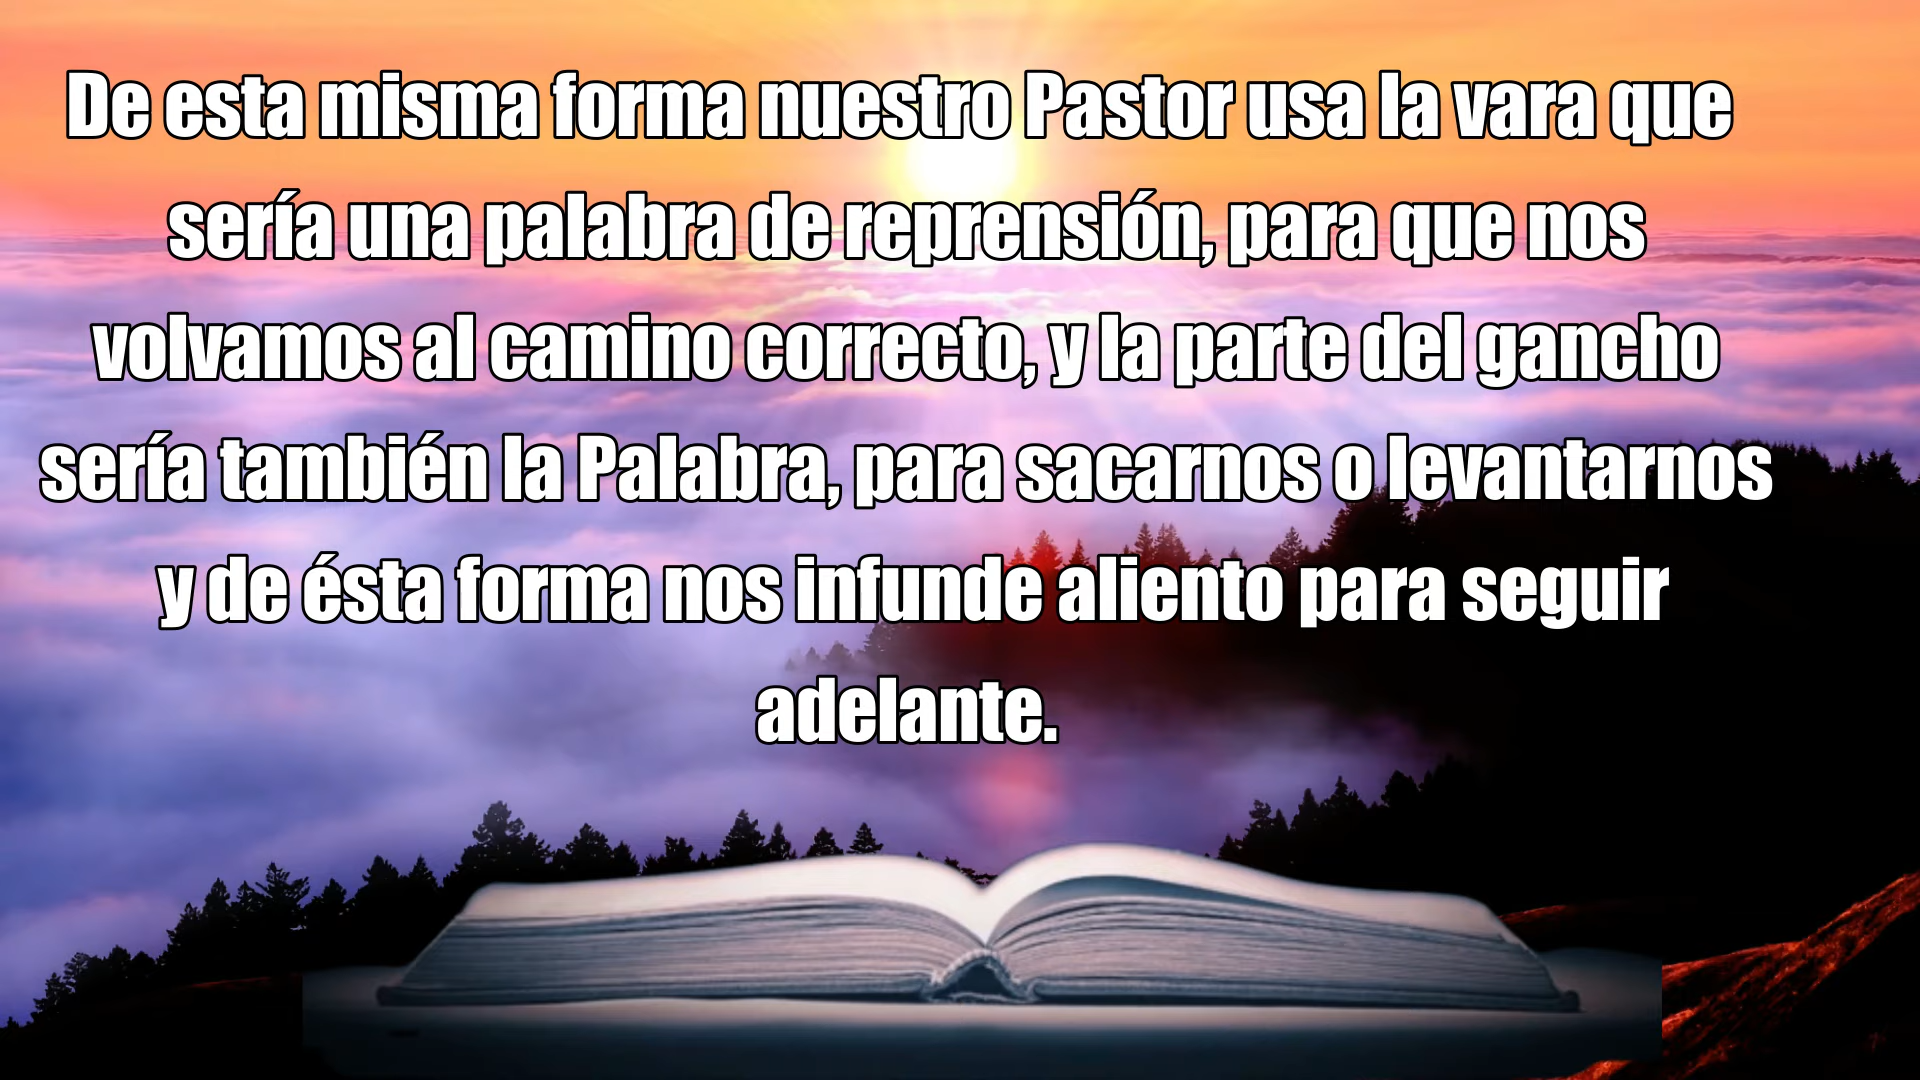 De esta misma forma nuestro Pastor usa la vara que
sería una palabra de reprensión, para que nos
volvamos al camino correcto, y la parte del gancho
sería también la Palabra, para sacarnos o levantarnos
y de ésta forma nos infunde aliento para seguir
adelante.